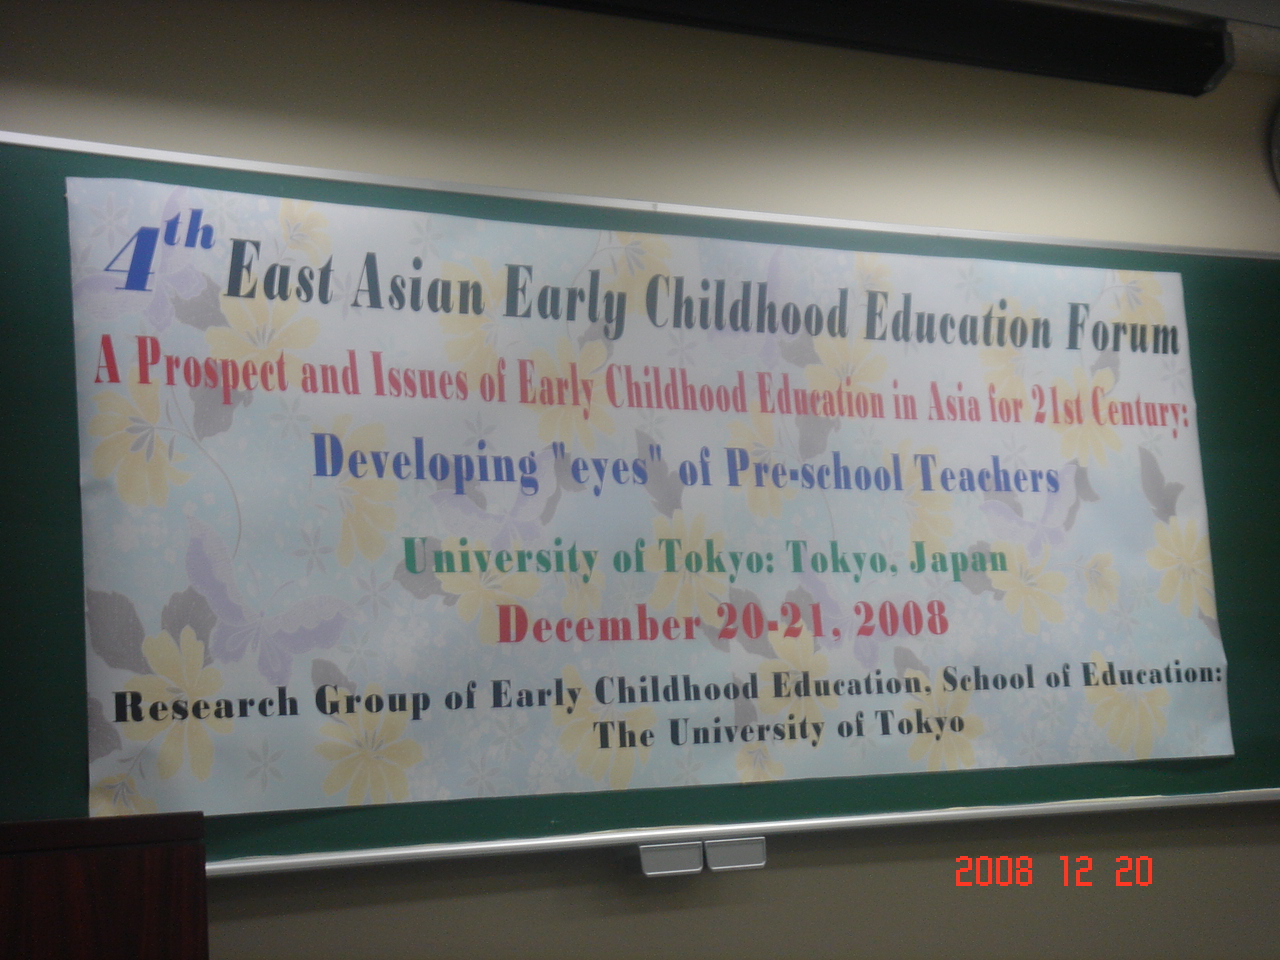 4th East Asian Early Childhood Education Forum
A Prospect and Issues of Early Childhood Education in Asia for 21st Century:
Developing "eyes" of Pre-school Teachers
University of Tokyo: Tokyo, Japan
December 20-21, 2008
Research Group of Early Childhood Education, School of Education:
The University of Tokyo
2008 12 20